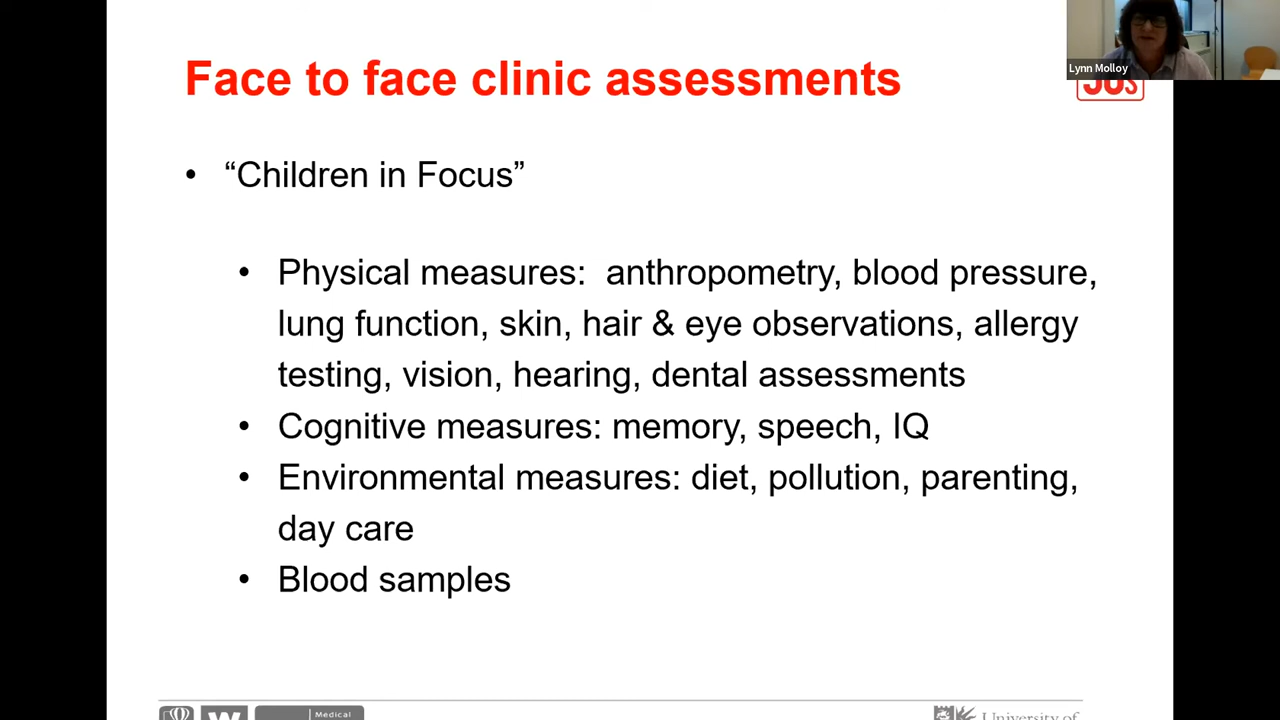 Lynn Molloy
Face to face clinic assessments
• “Children in Focus”
• Physical measures:  anthropometry, blood pressure,
lung function, skin, hair & eye observations, allergy
testing, vision, hearing, dental assessments
• Cognitive measures: memory, speech, IQ
• Environmental measures: diet, pollution, parenting,
day care
• Blood samples
W
Medical
University of